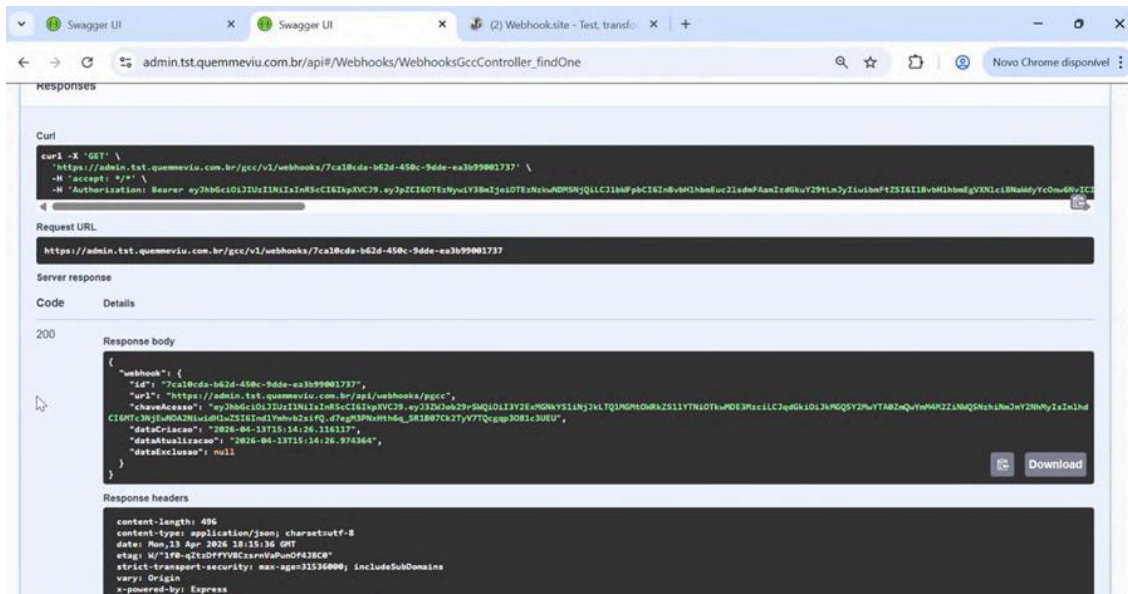 Swagger UI
Swagger UI
(2) Webhook.site - Test, transfo
admin.tst.quemmeviu.com.br/api#/Webhooks/WebhooksGccController_findOne
Novo Chrome disponível
Responses
Curl
curl -X 'GET' \
'https://admin.tst.quemmeviu.com.br/gcc/v1/webhooks/7ca10cda-b62d-450c-9dde-ea3b99001737' \
-H 'accept: */*' \
-H 'Authorization: Bearer
Request URL
https://admin.tst.quemmeviu.com.br/gcc/v1/webhooks/7ca10cda-b62d-450c-9dde-ea3b99001737
Server response
Code Details
200
Response body
{
"webhook": {
"id": "7ca10cda-b62d-450c-9dde-ea3b99001737",
"url": "https://admin.tst.quemmeviu.com.br/api/webhooks/pgcc",
"chaveAcesso":
"dataCriacao": "2026-04-13T15:14:26.116117",
"dataAtualizacao": "2026-04-13T15:14:26.974364",
"dataExclusao": null
}
}
Download
Response headers
content-length: 496
content-type: application/json; charset=utf-8
date: Mon,13 Apr 2026 18:15:36 GMT
etag:
strict-transport-security: max-age=31536000; includeSubDomains
vary: Origin
x-powered-by: Express